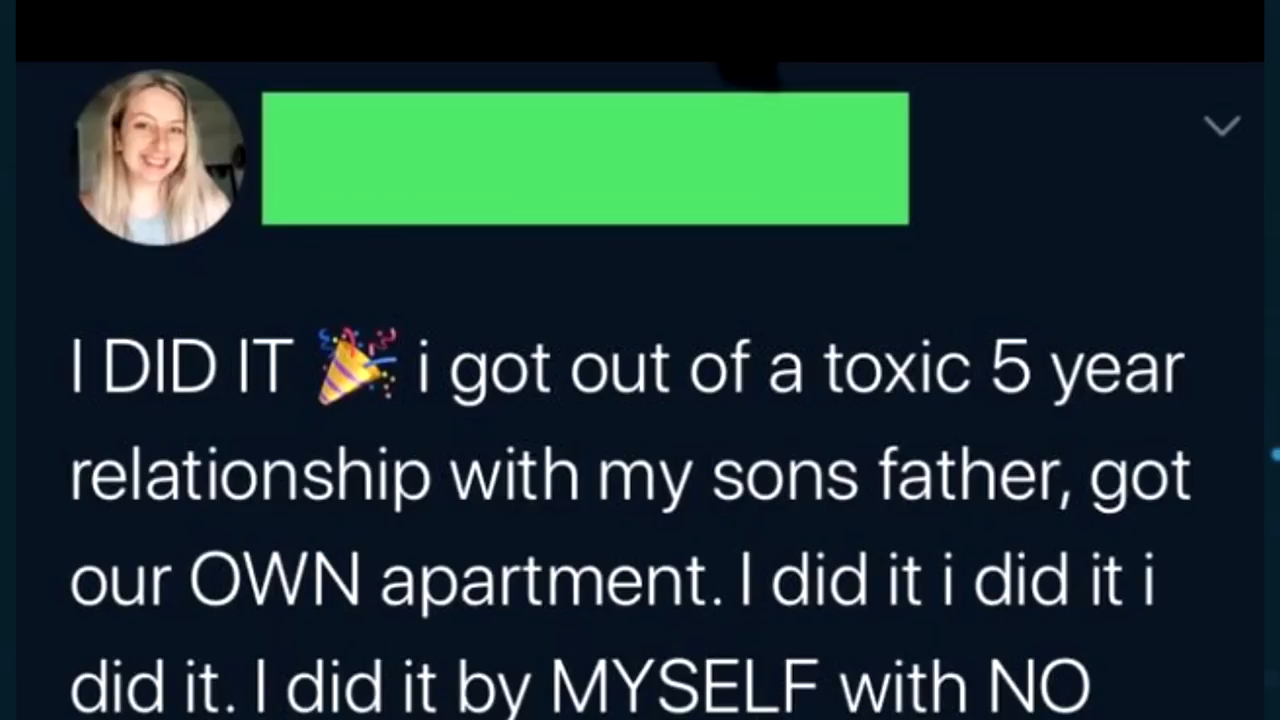 I DID IT 🎉 i got out of a toxic 5 year
relationship with my sons father, got
our OWN apartment. I did it i did it i
did it. I did it by MYSELF with NO